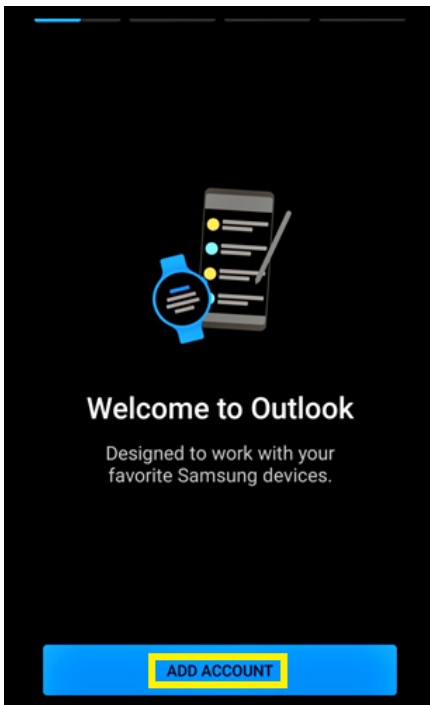 Welcome to Outlook
Designed to work with your
favorite Samsung devices.
ADD ACCOUNT